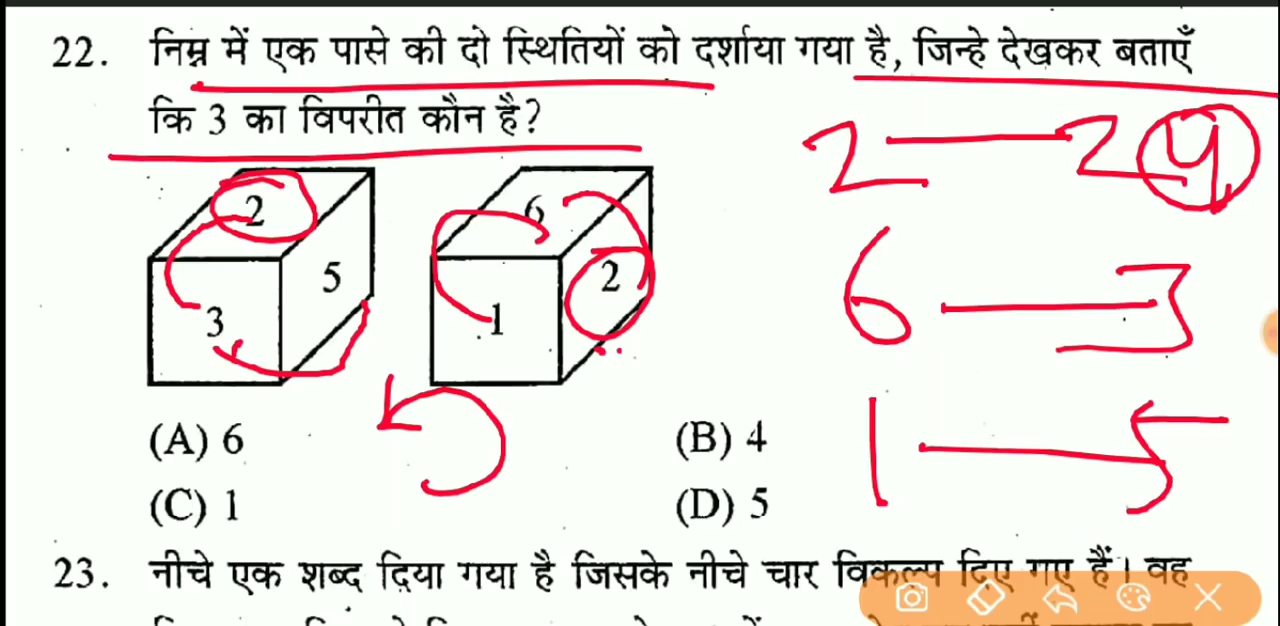 22. निम्न में एक पासे की दो स्थितियों को दर्शाया गया है, जिन्हे देखकर बताएँ
कि 3 का विपरीत कौन है?
2 — 2 4
2
5
3
6
2
1
6 — 3
1 — 5
(A) 6
(B) 4
(C) 1
(D) 5
23. नीचे एक शब्द दिया गया है जिसके नीचे चार विकल्प दिए गए हैं। वह